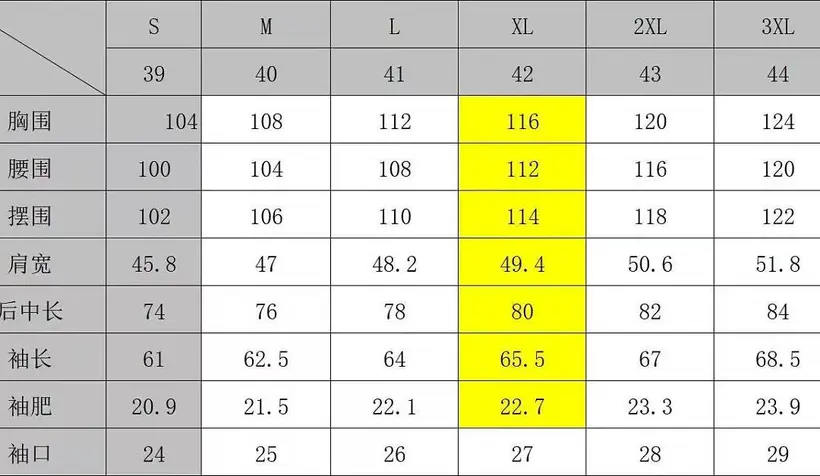 S M L XL 2XL 3XL
39 40 41 42 43 44
胸围 104 108 112 116 120 124
腰围 100 104 108 112 116 120
摆围 102 106 110 114 118 122
肩宽 45.8 47 48.2 49.4 50.6 51.8
后中长 74 76 78 80 82 84
袖长 61 62.5 64 65.5 67 68.5
袖肥 20.9 21.5 22.1 22.7 23.3 23.9
袖口 24 25 26 27 28 29